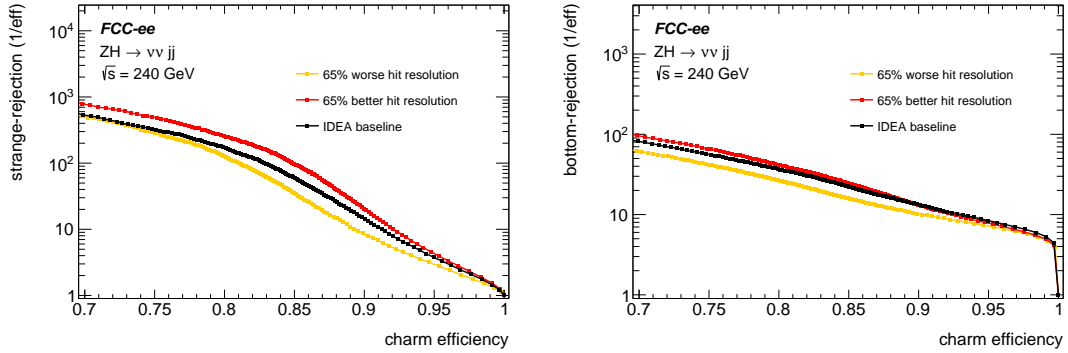 strange-rejection (1/eff)
10⁴
10³
10²
10
1
FCC-ee
ZH → νν jj
√s = 240 GeV
65% worse hit resolution
65% better hit resolution
IDEA baseline
0.7 0.75 0.8 0.85 0.9 0.95 1
charm efficiency
bottom-rejection (1/eff)
10³
10²
10
1
FCC-ee
ZH → νν jj
√s = 240 GeV
65% worse hit resolution
65% better hit resolution
IDEA baseline
0.7 0.75 0.8 0.85 0.9 0.95 1
charm efficiency